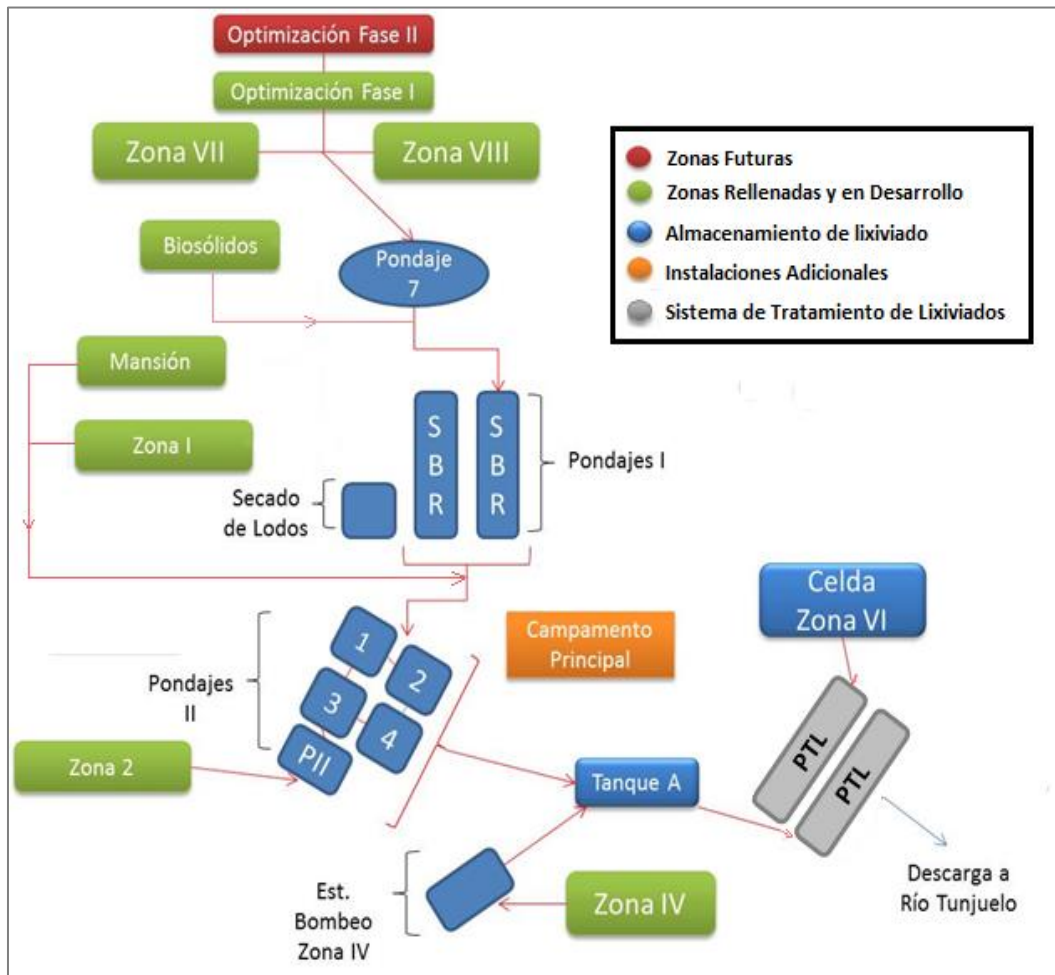 Optimización Fase II
Optimización Fase I
Zona VII
Zona VIII
Zonas Futuras
Zonas Rellenadas y en Desarrollo
Almacenamiento de lixiviado
Instalaciones Adicionales
Sistema de Tratamiento de Lixiviados
Biosólidos
Pondaje
7
Mansión
Zona I
S
B
R
S
B
R
Pondajes I
Secado
de Lodos
Celda
Zona VI
Campamento
Principal
Pondajes
II
1
2
3
4
PII
Zona 2
Tanque A
PTL
PTL
Est.
Bombeo
Zona IV
Zona IV
Descarga a
Río Tunjuelo